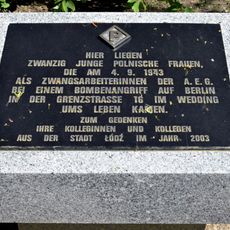 HIER LIEGEN
ZWANZIG JUNGE POLNISCHE FRAUEN,
DIE AM 4. 9. 1943
ALS ZWANGSARBEITERINNEN DER A.E.G.
BEI EINEM BOMBENANGRIFF AUF BERLIN
IN DER GRENZSTRASSE 16 IM WEDDING
UMS LEBEN KAMEN.
ZUM GEDENKEN
IHRE KOLLEGINNEN UND KOLLEGEN
AUS DER STADT ŁÓDŹ IM JAHR 2003